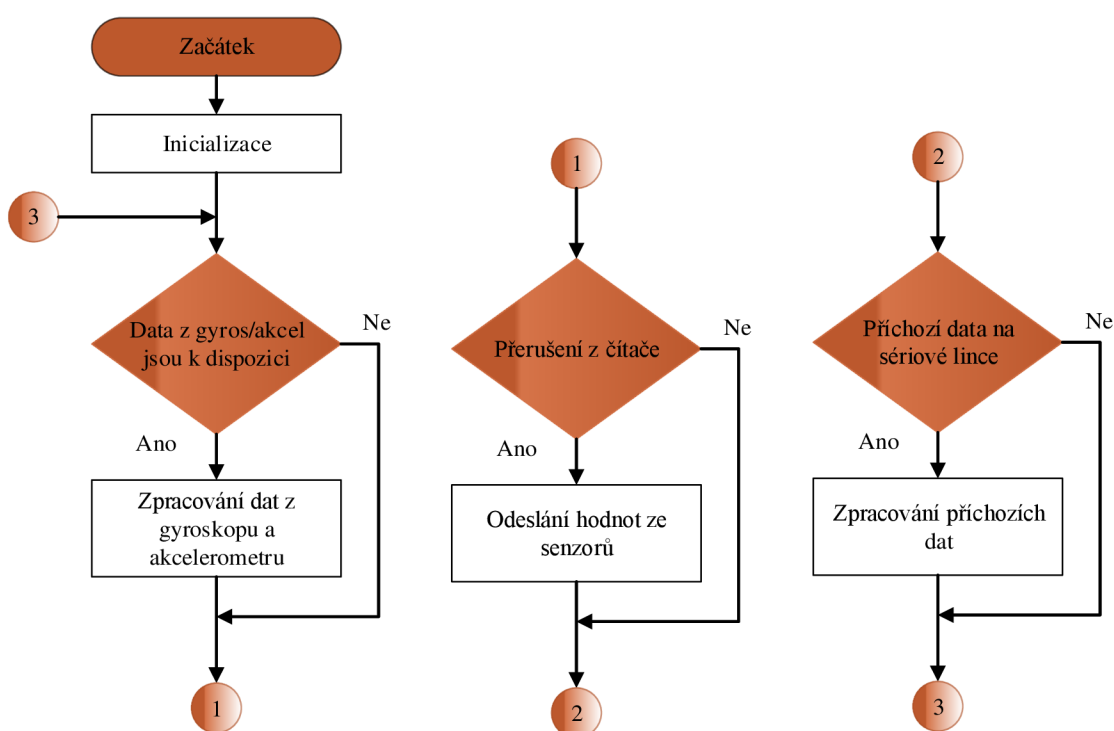 Začátek
Inicializace
3
Data z gyros/akcel
jsou k dispozici
Ne
Ano
Zpracování dat z
gyroskopu a
akcelerometru
1
1
Přerušení z čítače
Ne
Ano
Odeslání hodnot ze
senzorů
2
2
Příchozí data na
sériové lince
Ne
Ano
Zpracování příchozích
dat
3